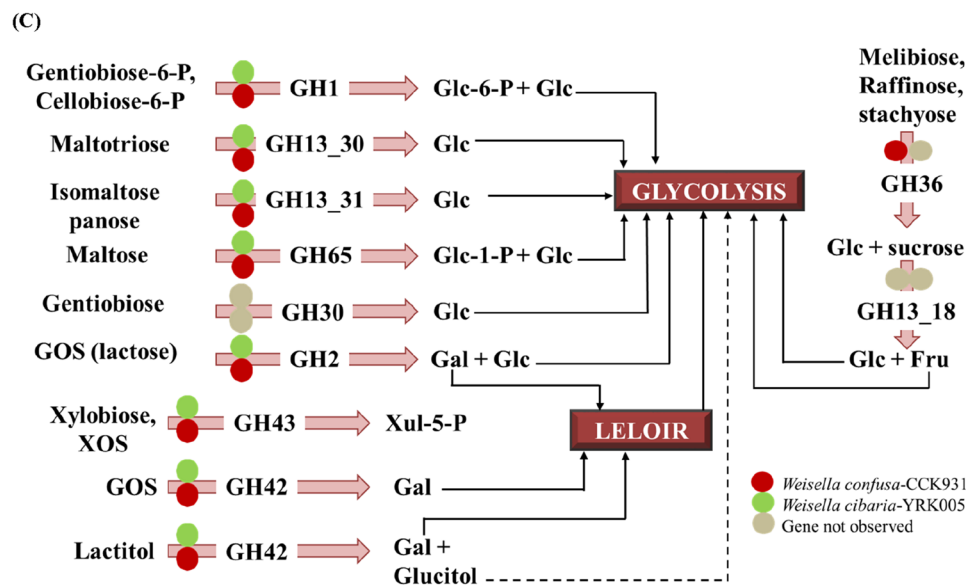 (C)
Gentiobiose-6-P,
Cellobiose-6-P
GH1
Glc-6-P + Glc
Maltotriose
GH13_30
Glc
Isomaltose
panose
GH13_31
Glc
Maltose
GH65
Glc-1-P + Glc
Gentiobiose
GH30
Glc
GOS (lactose)
GH2
Gal + Glc
Xylobiose,
XOS
GH43
Xul-5-P
GOS
GH42
Gal
Lactitol
GH42
Gal +
Glucitol
GLYCOLYSIS
LELOIR
Melibiose,
Raffinose,
stachyose
GH36
Glc + sucrose
GH13_18
Glc + Fru
Weisella confusa-CCK931
Weisella cibaria-YRK005
Gene not observed